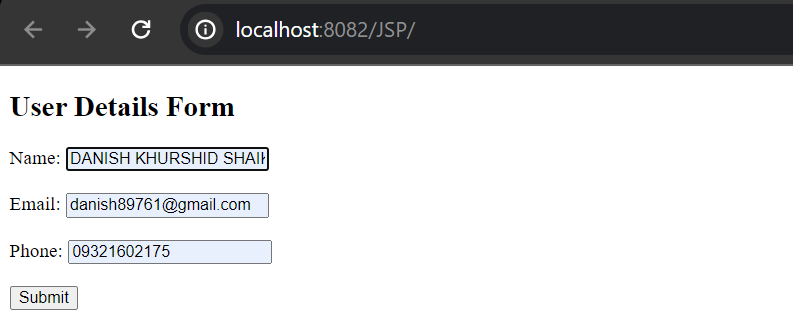 localhost:8082/JSP/
User Details Form
Name: DANISH KHURSHID SHAIK
Email: danish89761@gmail.com
Phone: 09321602175
Submit